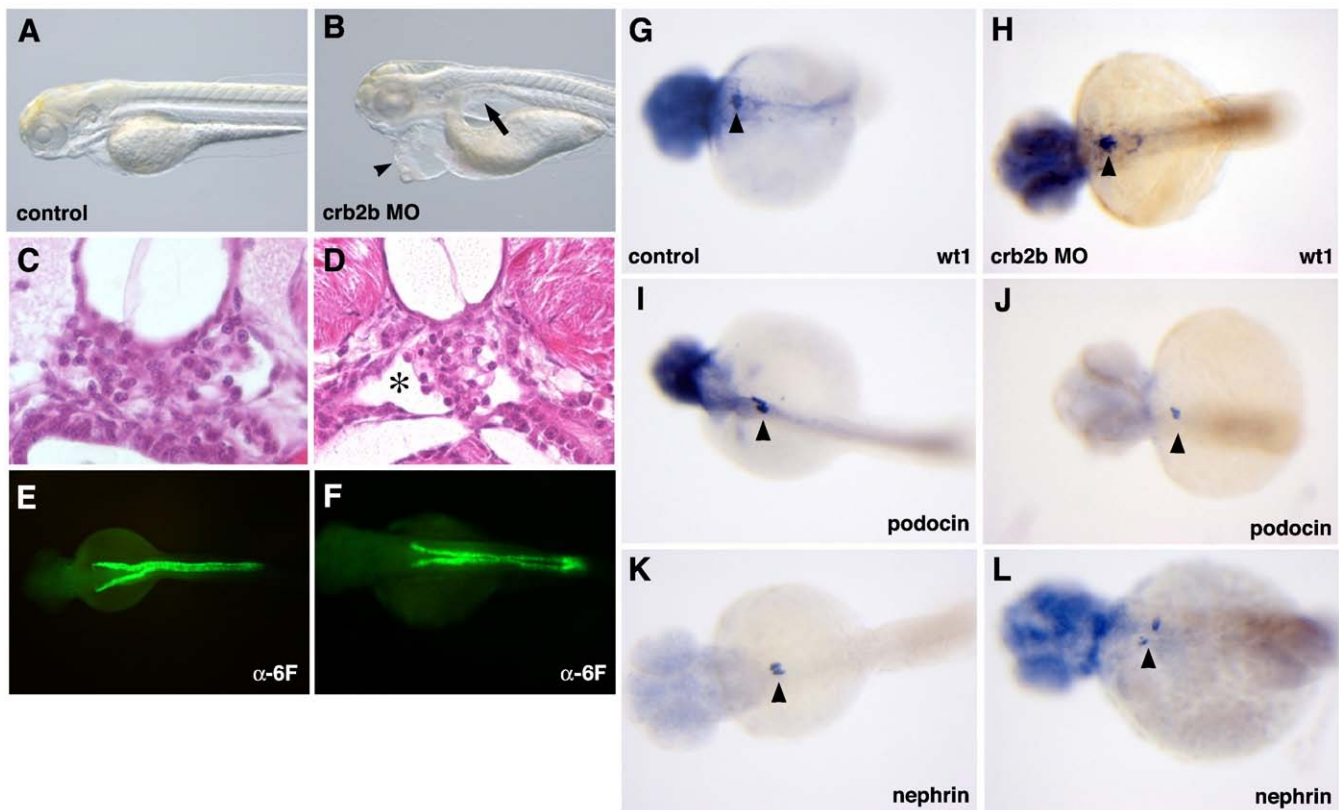 A
control
B
crb2b MO
C
D
*
E
α-6F
F
α-6F
G
control
wt1
H
crb2b MO
wt1
I
podocin
J
podocin
K
nephrin
L
nephrin